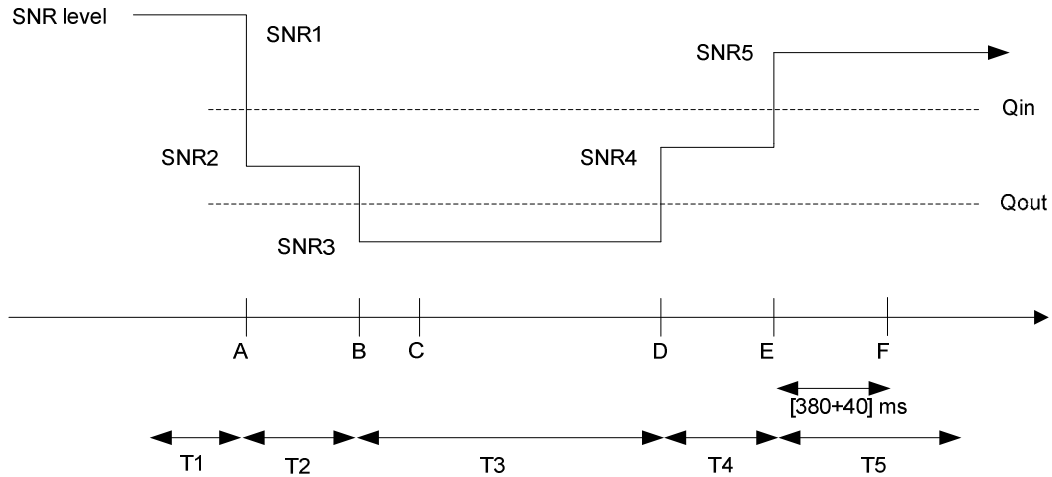 SNR level
SNR1
SNR5
Qin
SNR2
SNR4
Qout
SNR3
A
B
C
D
E
F
[380+40] ms
T1
T2
T3
T4
T5